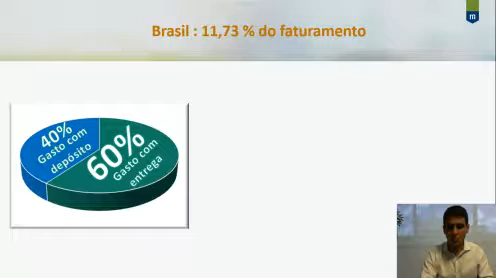 Brasil : 11,73 % do faturamento
m
40%
Gasto com
depósito
60%
Gasto com
entrega